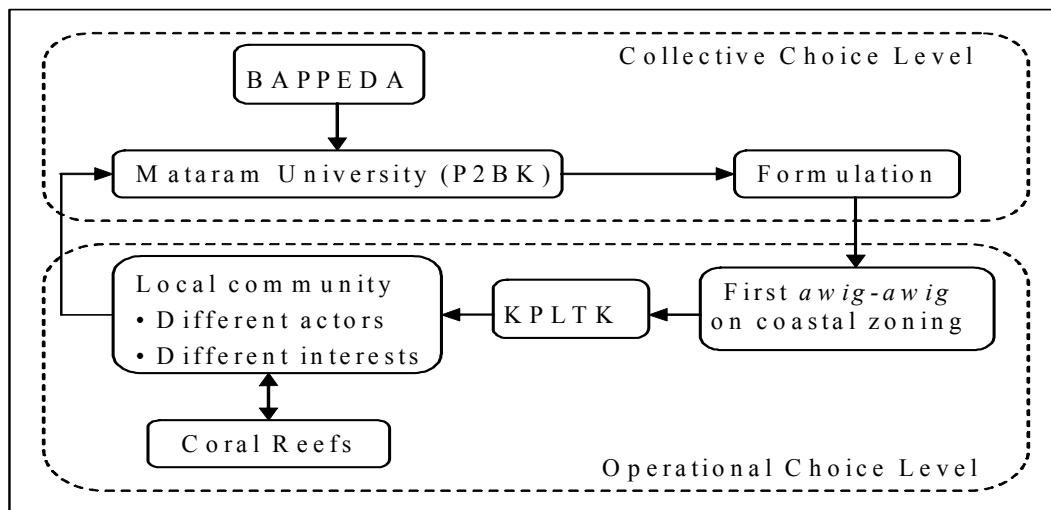 Collective Choice Level
BAPPEDA
Mataram University (P2BK)
Formulation
Local community
• Different actors
• Different interests
KPLTK
First awig-awig
on coastal zoning
Coral Reefs
Operational Choice Level